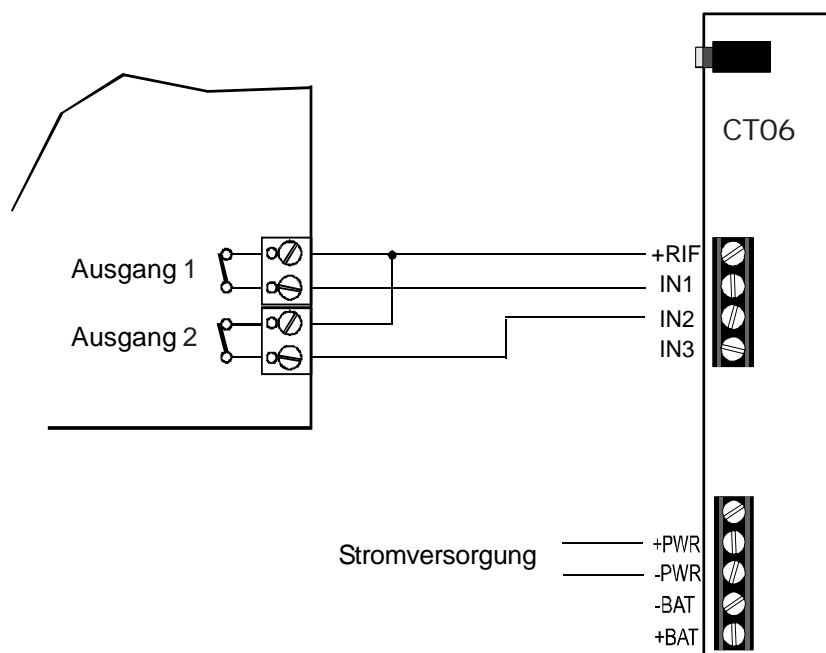 CT06
Ausgang 1
Ausgang 2
+RIF
IN1
IN2
IN3
Stromversorgung
+PWR
-PWR
-BAT
+BAT